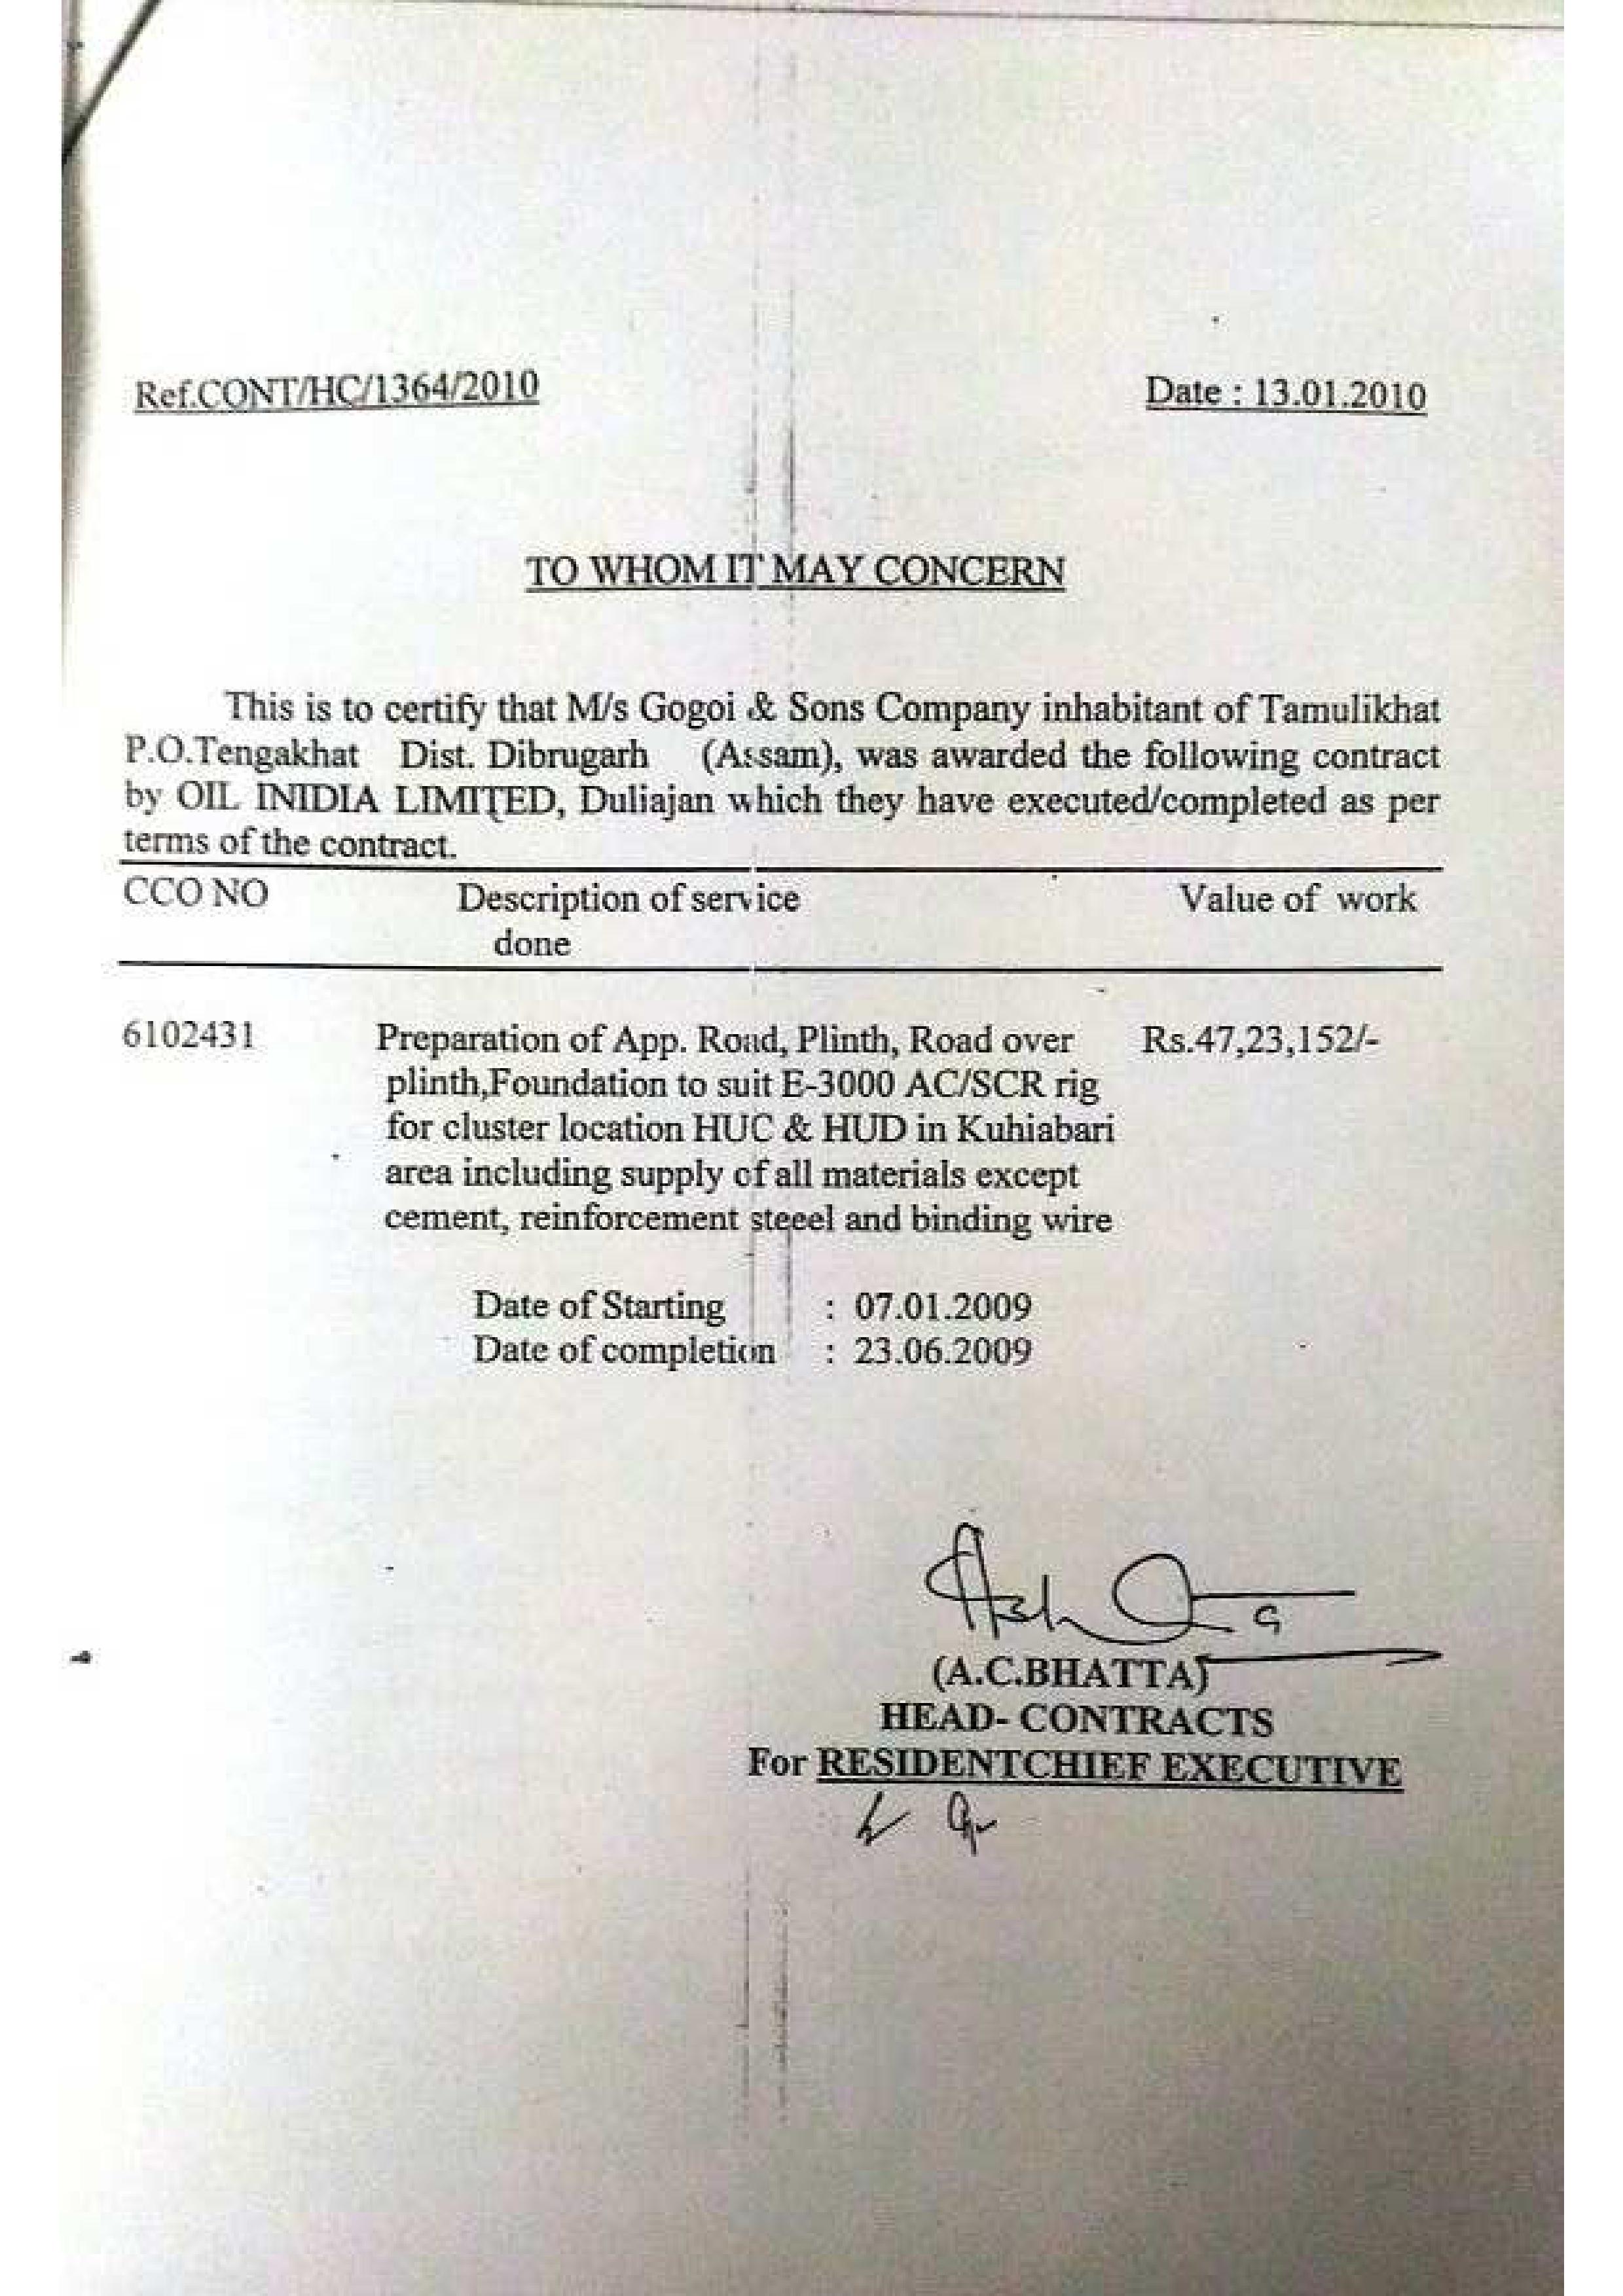 Ref.CONT/HC/1364/2010 Date : 13.01.2010
TO WHOM IT MAY CONCERN
This is to certify that M/s Gogoi & Sons Company inhabitant of Tamulikhat
P.O.Tengakhat Dist. Dibrugarh (Assam), was awarded the following contract
by OIL INIDIA LIMITED, Duliajan which they have executed/completed as per
terms of the contract.
CCO NO Description of service Value of work
done
6102431 Preparation of App. Road, Plinth, Road over Rs.47,23,152/-
plinth,Foundation to suit E-3000 AC/SCR rig
for cluster location HUC & HUD in Kuhiabari
area including supply of all materials except
cement, reinforcement steeel and binding wire
Date of Starting : 07.01.2009
Date of completion : 23.06.2009
(A.C.BHATTA)
HEAD- CONTRACTS
For RESIDENTCHIEF EXECUTIVE